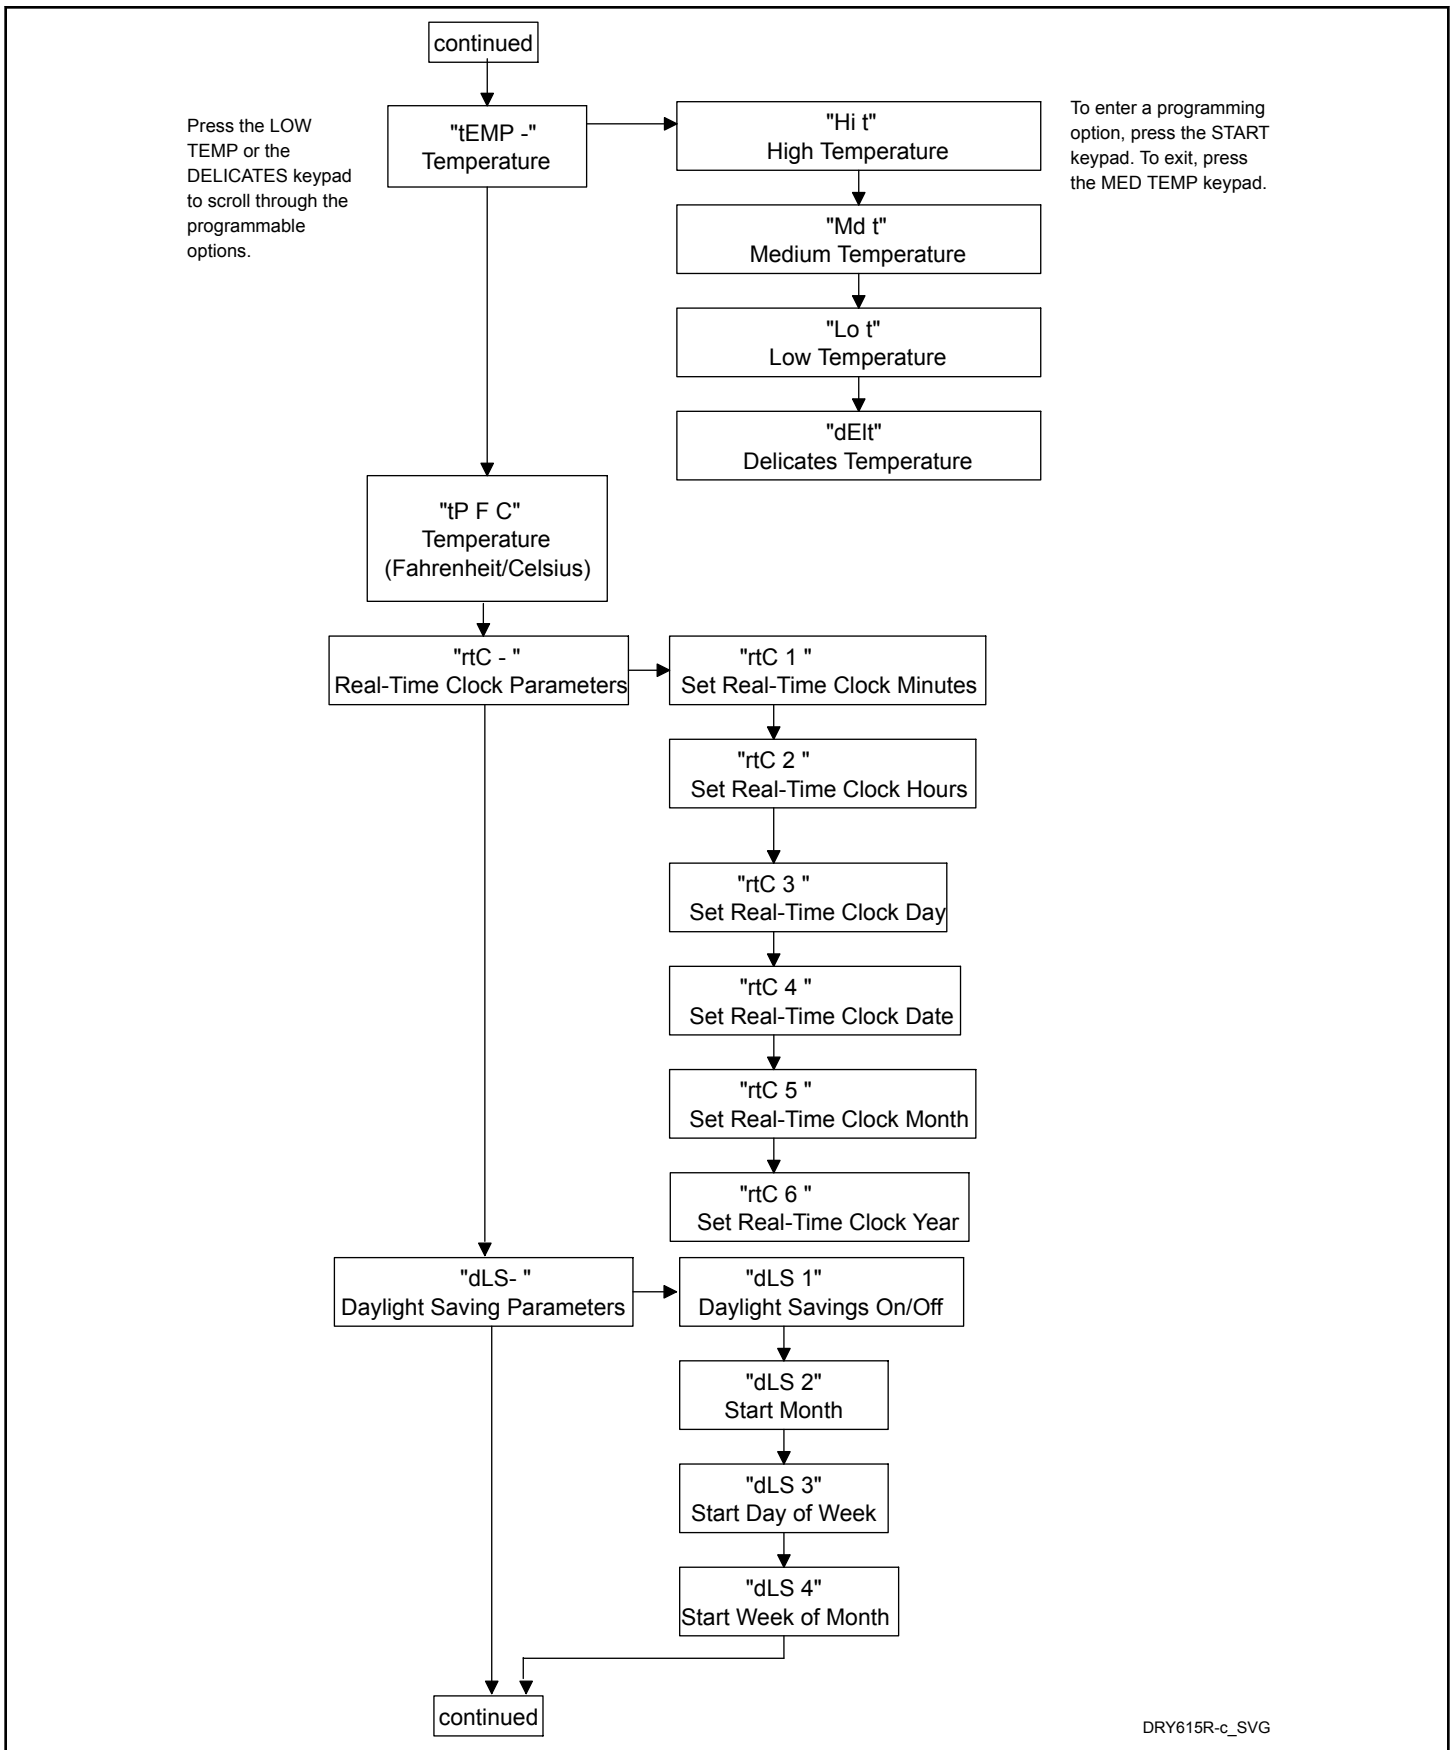 continued
Press the LOW
TEMP or the
DELICATES keypad
to scroll through the
programmable
options.
"tEMP -"
Temperature
"Hi t"
High Temperature
To enter a programming
option, press the START
keypad. To exit, press
the MED TEMP keypad.
"Md t"
Medium Temperature
"Lo t"
Low Temperature
"dElt"
Delicates Temperature
"tP F C"
Temperature
(Fahrenheit/Celsius)
"rtC - "
Real-Time Clock Parameters
"rtC 1 "
Set Real-Time Clock Minutes
"rtC 2 "
Set Real-Time Clock Hours
"rtC 3 "
Set Real-Time Clock Day
"rtC 4 "
Set Real-Time Clock Date
"rtC 5 "
Set Real-Time Clock Month
"rtC 6 "
Set Real-Time Clock Year
"dLS- "
Daylight Saving Parameters
"dLS 1"
Daylight Savings On/Off
"dLS 2"
Start Month
"dLS 3"
Start Day of Week
"dLS 4"
Start Week of Month
continued
DRY615R-c_SVG